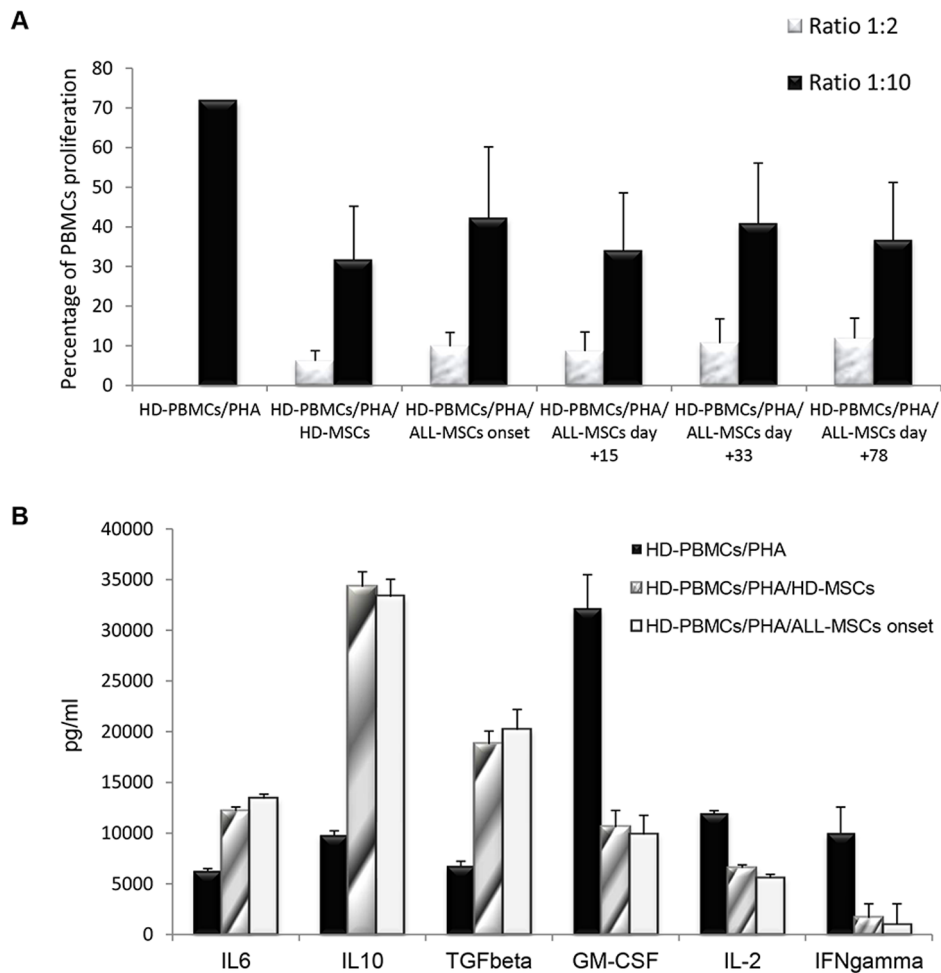 A
Ratio 1:2
Ratio 1:10
Percentage of PBMCs proliferation
80
70
60
50
40
30
20
10
0
HD-PBMCs/PHA
HD-PBMCs/PHA/
HD-MSCs
HD-PBMCs/PHA/
ALL-MSCs onset
HD-PBMCs/PHA/
ALL-MSCs day
+15
HD-PBMCs/PHA/
ALL-MSCs day
+33
HD-PBMCs/PHA/
ALL-MSCs day
+78
B
HD-PBMCs/PHA
HD-PBMCs/PHA/HD-MSCs
HD-PBMCs/PHA/ALL-MSCs onset
pg/ml
40000
35000
30000
25000
20000
15000
10000
5000
0
IL6
IL10
TGFbeta
GM-CSF
IL-2
IFNgamma